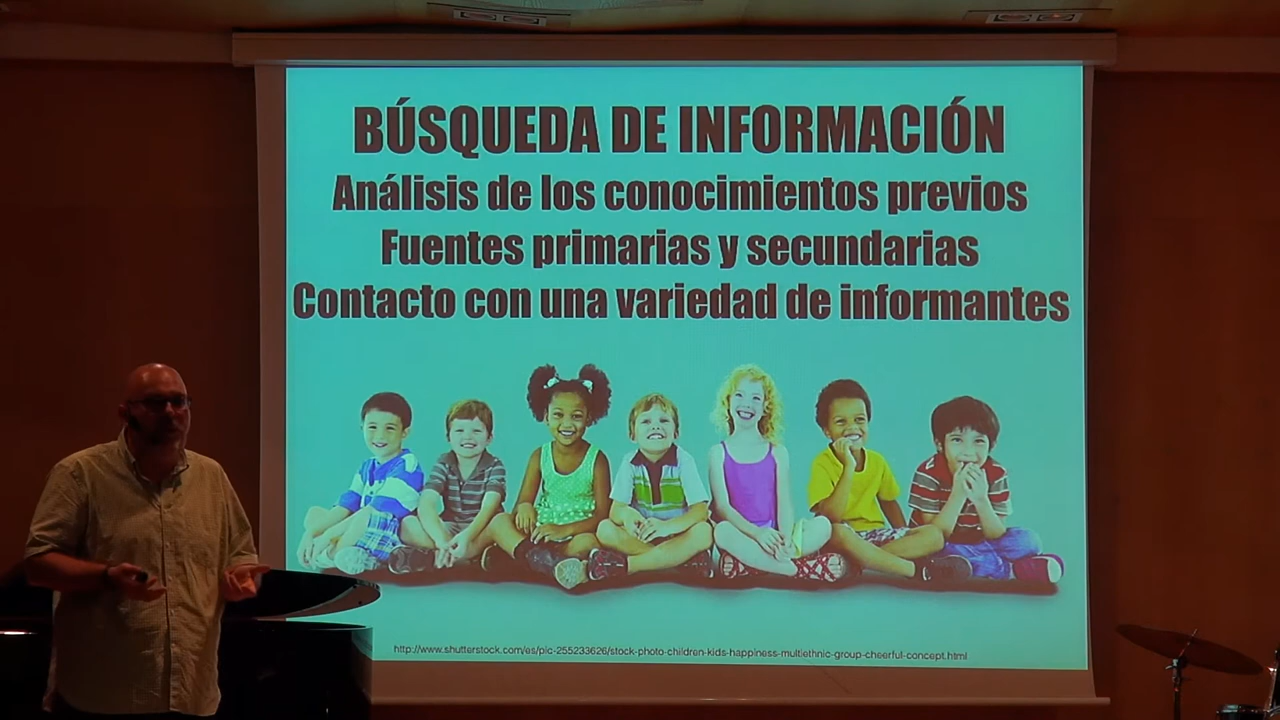 BÚSQUEDA DE INFORMACIÓN
Análisis de los conocimientos previos
Fuentes primarias y secundarias
Contacto con una variedad de informantes
http://www.shutterstock.com/es/pic-255233626/stock-photo-children-kids-happiness-multiethnic-group-cheerful-concept.html